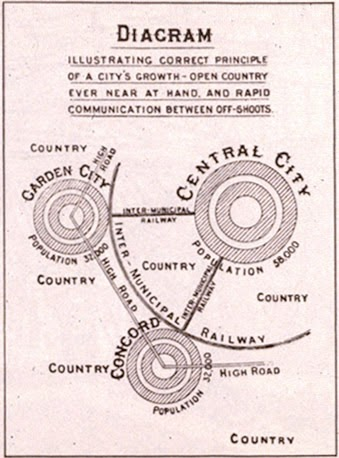 DIAGRAM
ILLUSTRATING CORRECT PRINCIPLE
OF A CITY'S GROWTH - OPEN COUNTRY
EVER NEAR AT HAND, AND RAPID
COMMUNICATION BETWEEN OFF-SHOOTS.
COUNTRY
HIGH ROAD
GARDEN CITY
POPULATION 32,000
CENTRAL CITY
POPULATION 58,000
INTER-MUNICIPAL
RAILWAY
INTER-MUNICIPAL RAILWAY
HIGH ROAD
COUNTRY
COUNTRY
INTER-MUNICIPAL
RAILWAY
COUNTRY
CONCORD
POPULATION 32,000
COUNTRY
HIGH ROAD
COUNTRY